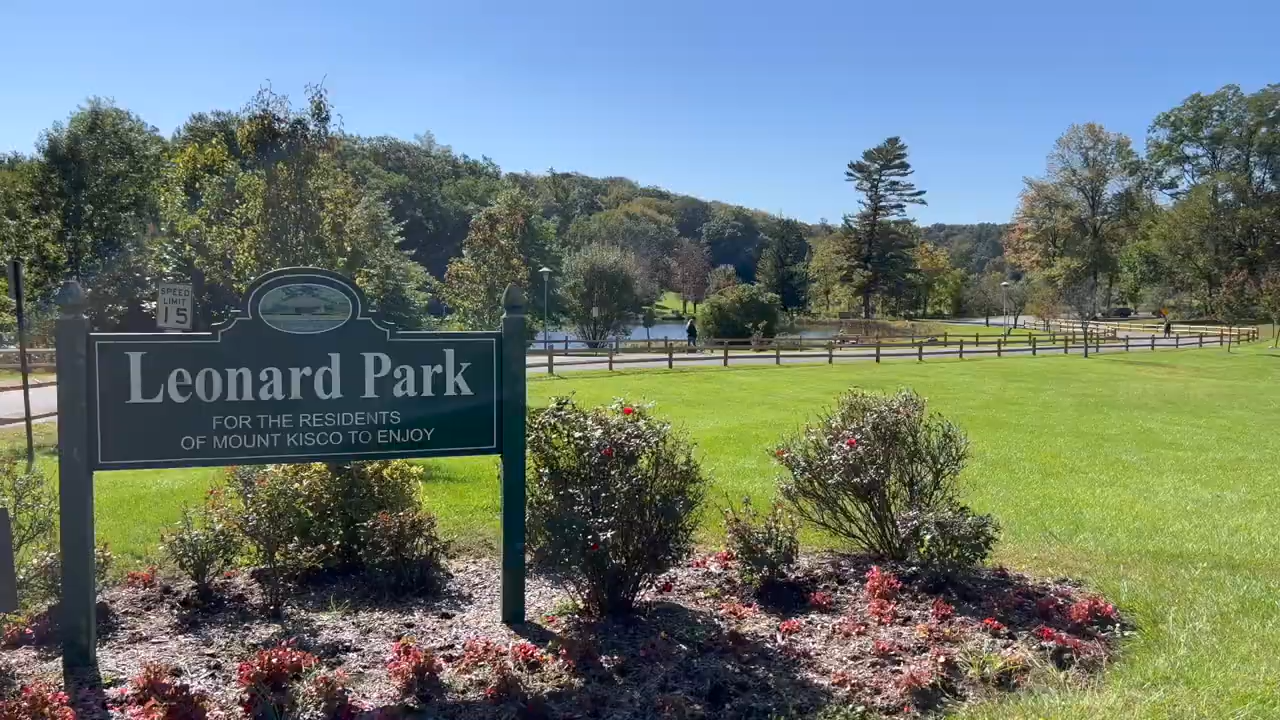 SPEED
LIMIT
15
Leonard Park
FOR THE RESIDENTS
OF MOUNT KISCO TO ENJOY